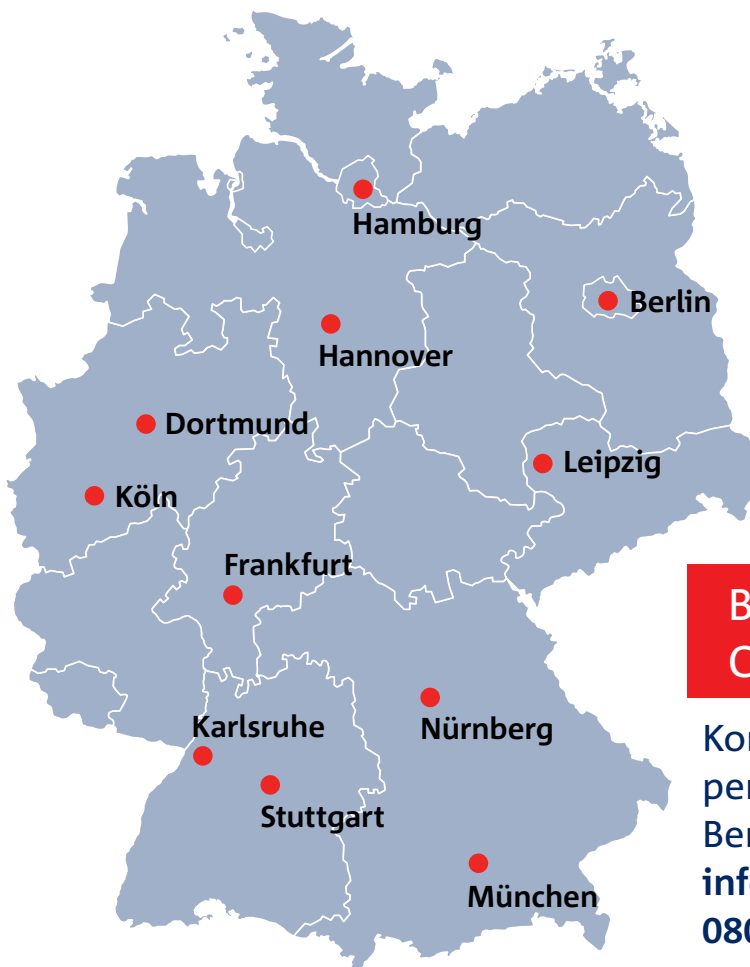 Hamburg
Berlin
Hannover
Dortmund
Leipzig
Köln
Frankfurt
Karlsruhe
Nürnberg
Stuttgart
München